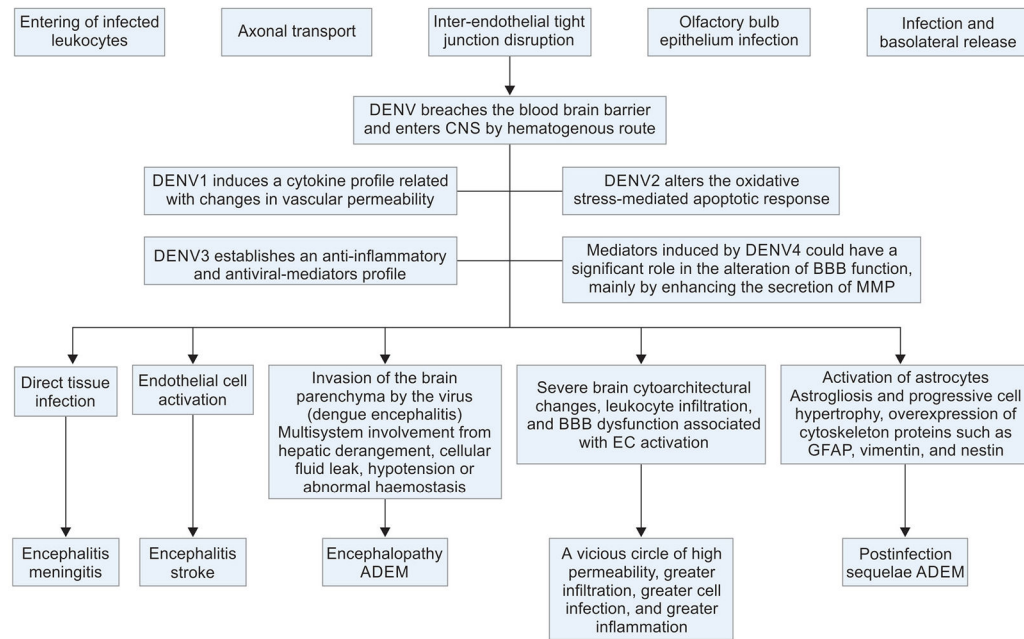 Entering of infected
leukocytes
Axonal transport
Inter-endothelial tight
junction disruption
Olfactory bulb
epithelium infection
Infection and
basolateral release
DENV breaches the blood brain barrier
and enters CNS by hematogenous route
DENV1 induces a cytokine profile related
with changes in vascular permeability
DENV2 alters the oxidative
stress-mediated apoptotic response
DENV3 establishes an anti-inflammatory
and antiviral-mediators profile
Mediators induced by DENV4 could have a
significant role in the alteration of BBB function,
mainly by enhancing the secretion of MMP
Direct tissue
infection
Endothelial cell
activation
Invasion of the brain
parenchyma by the virus
(dengue encephalitis)
Multisystem involvement from
hepatic derangement, cellular
fluid leak, hypotension or
abnormal haemostasis
Severe brain cytoarchitectural
changes, leukocyte infiltration,
and BBB dysfunction associated
with EC activation
Activation of astrocytes
Astrogliosis and progressive cell
hypertrophy, overexpression of
cytoskeleton proteins such as
GFAP, vimentin, and nestin
Encephalitis
meningitis
Encephalitis
stroke
Encephalopathy
ADEM
A vicious circle of high
permeability, greater
infiltration, greater cell
infection, and greater
inflammation
Postinfection
sequelae ADEM